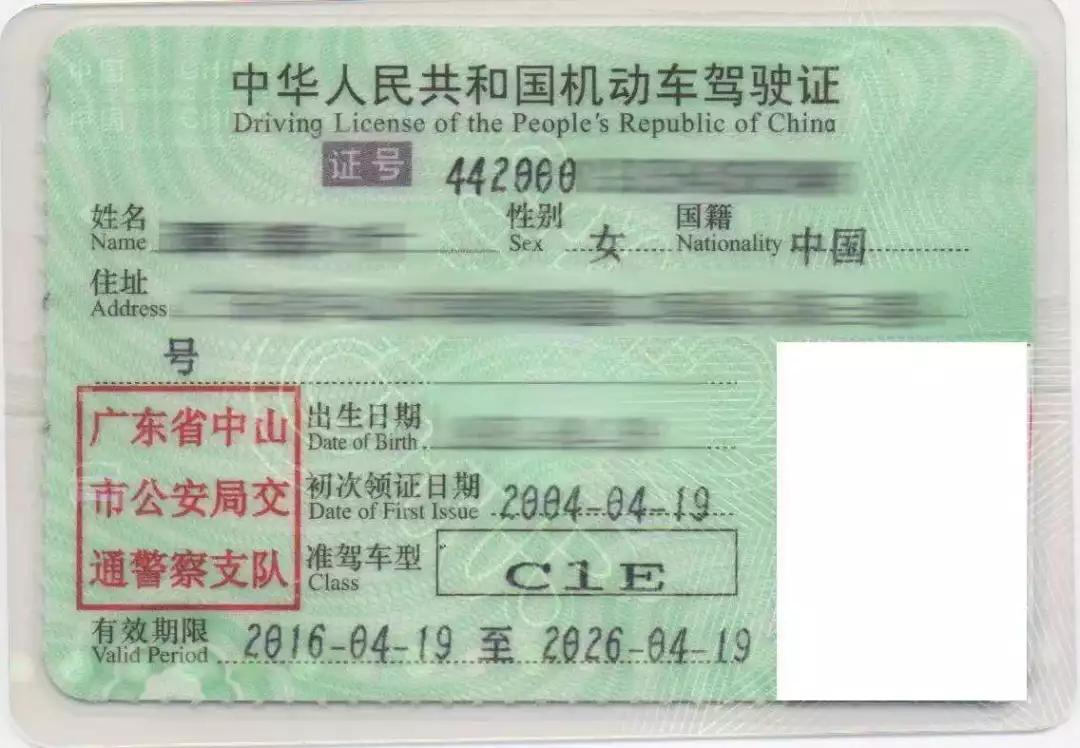 中华人民共和国机动车驾驶证
Driving License of the People's Republic of China
证号 442000
姓名 性别 女 国籍 中国
Name Sex Nationality
住址
Address
号
广东省中山
市公安局交
通警察支队
出生日期
Date of Birth
初次领证日期 2004-04-19
Date of First Issue
准驾车型 C1E
Class
有效期限 2016-04-19 至 2026-04-19
Valid Period